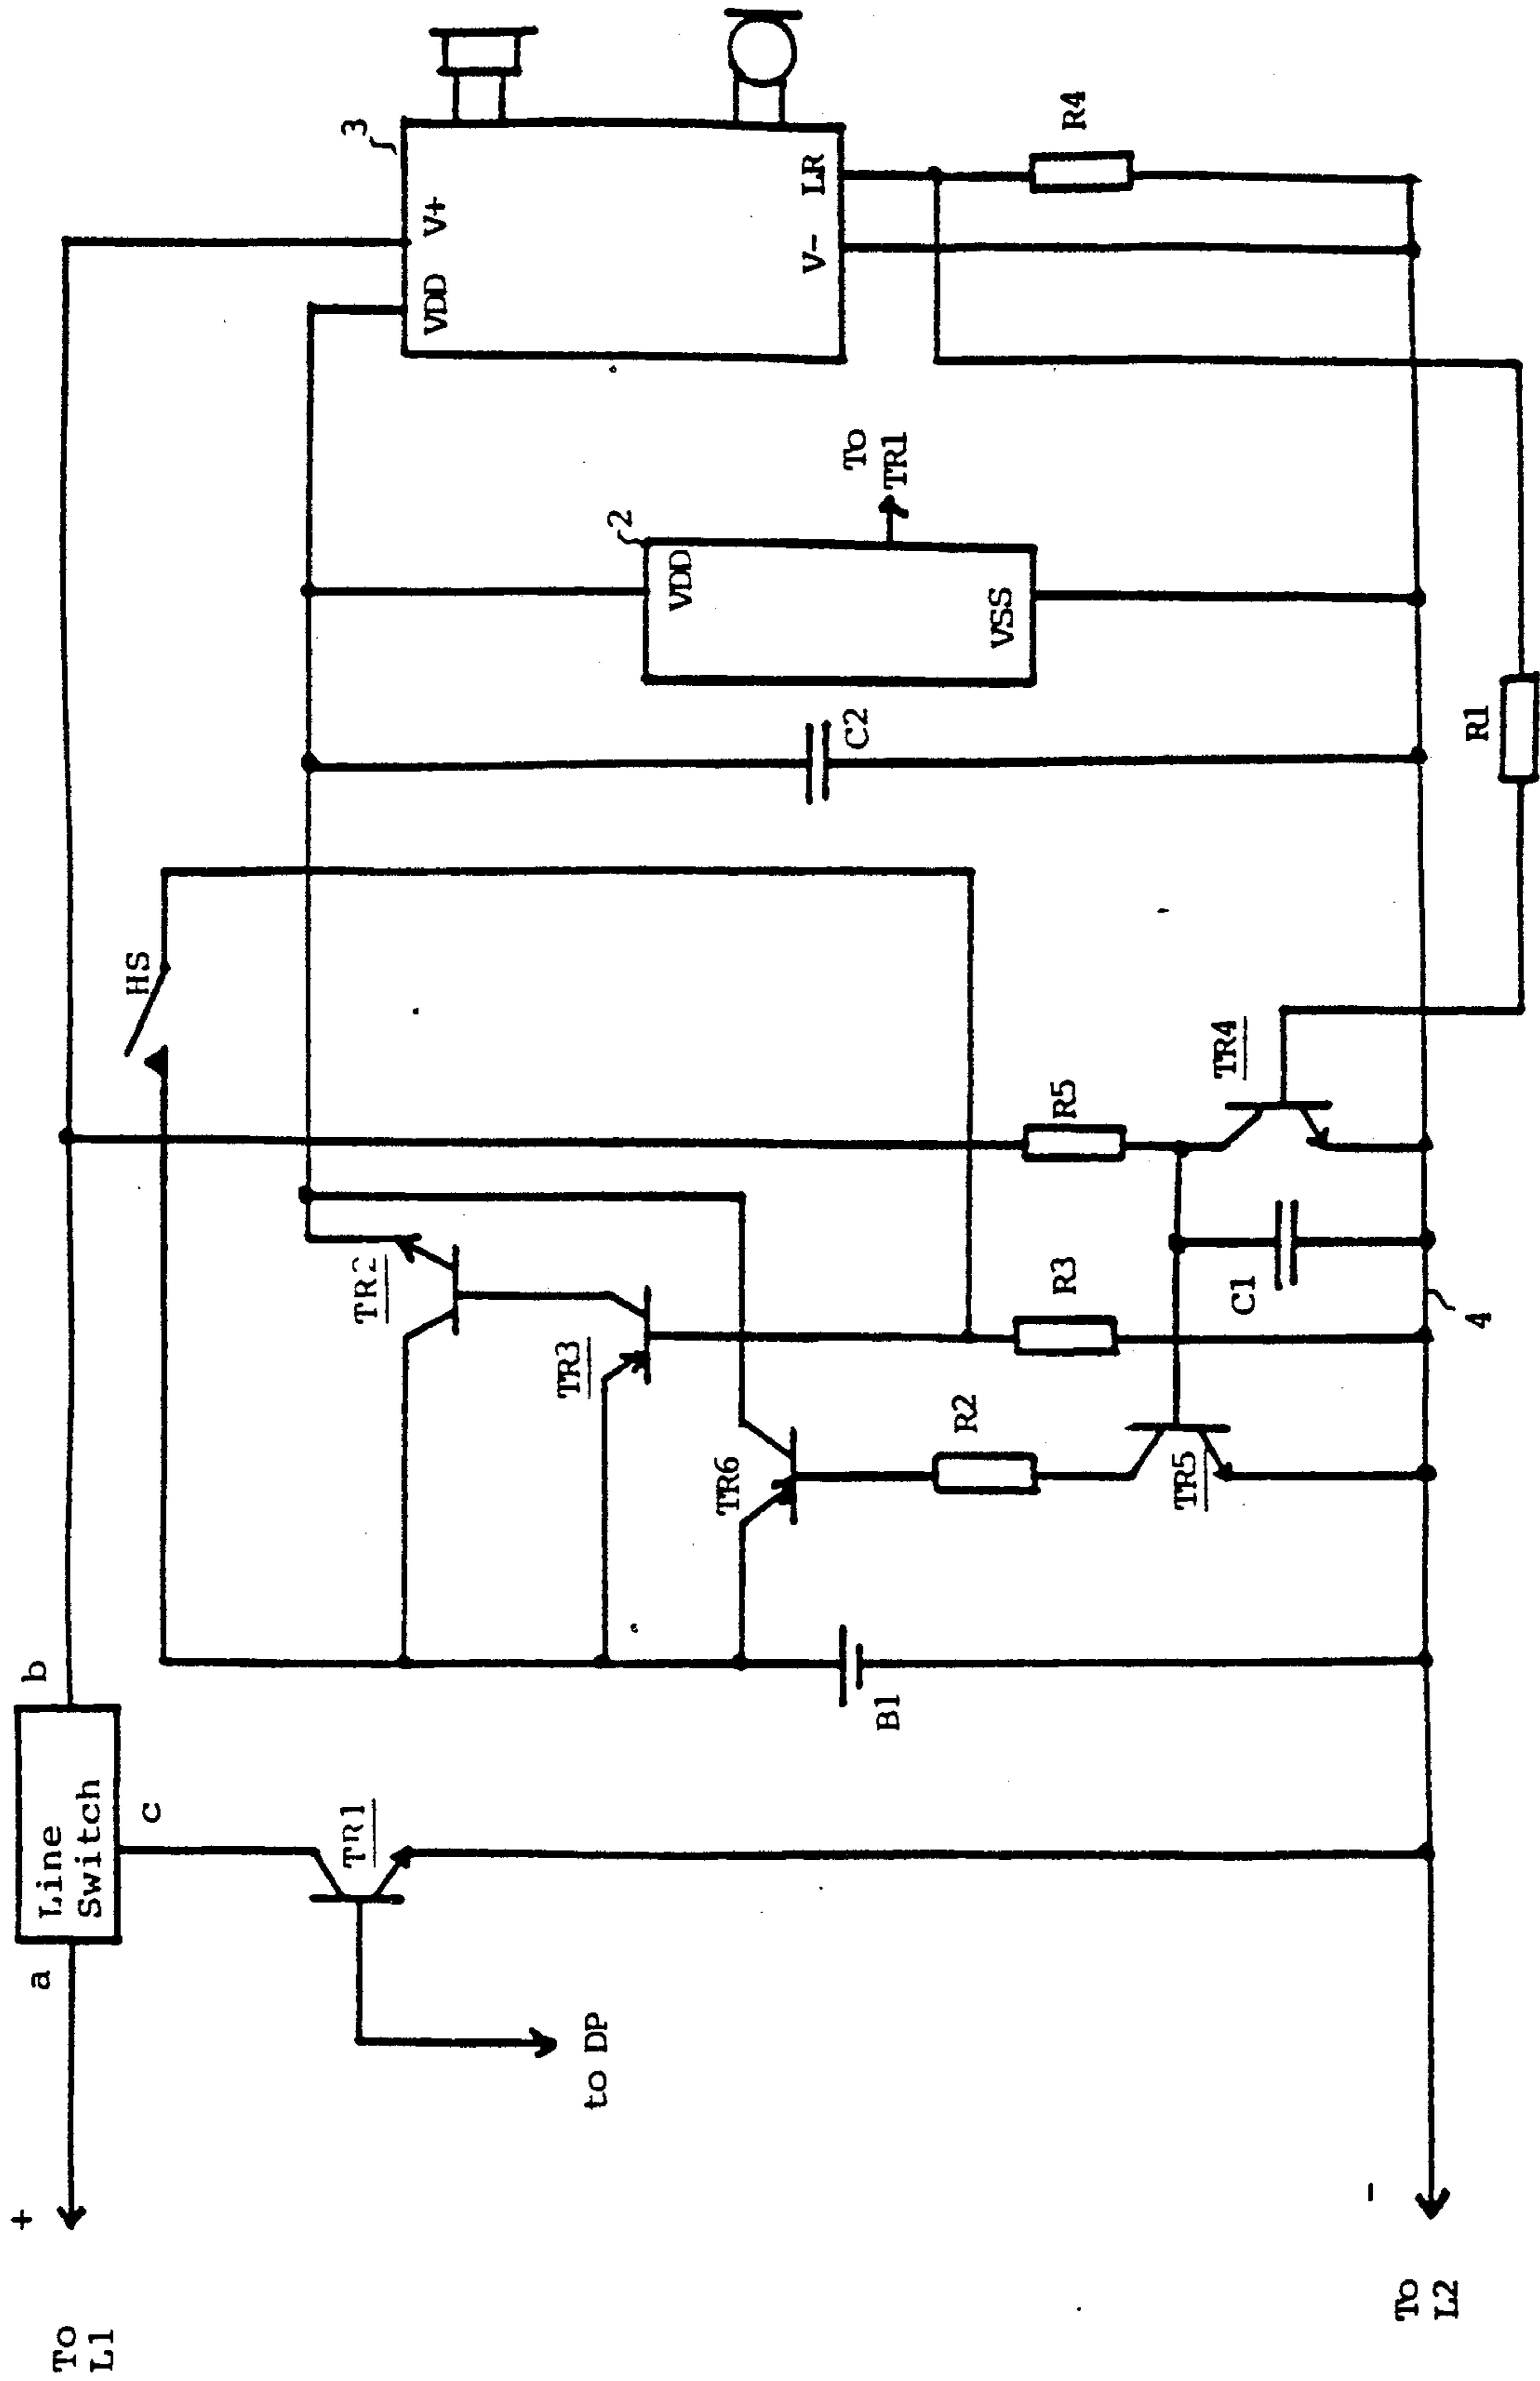 To
L1
+
a
Line
Switch
b
c
TR1
to DP
HS
TR2
TR3
TR6
B1
R2
R3
R5
TR5
C1
TR4
4
C2
2
VDD
VSS
To
TR1
3
VDD
V+
V-
LR
R4
R1
-
To
L2